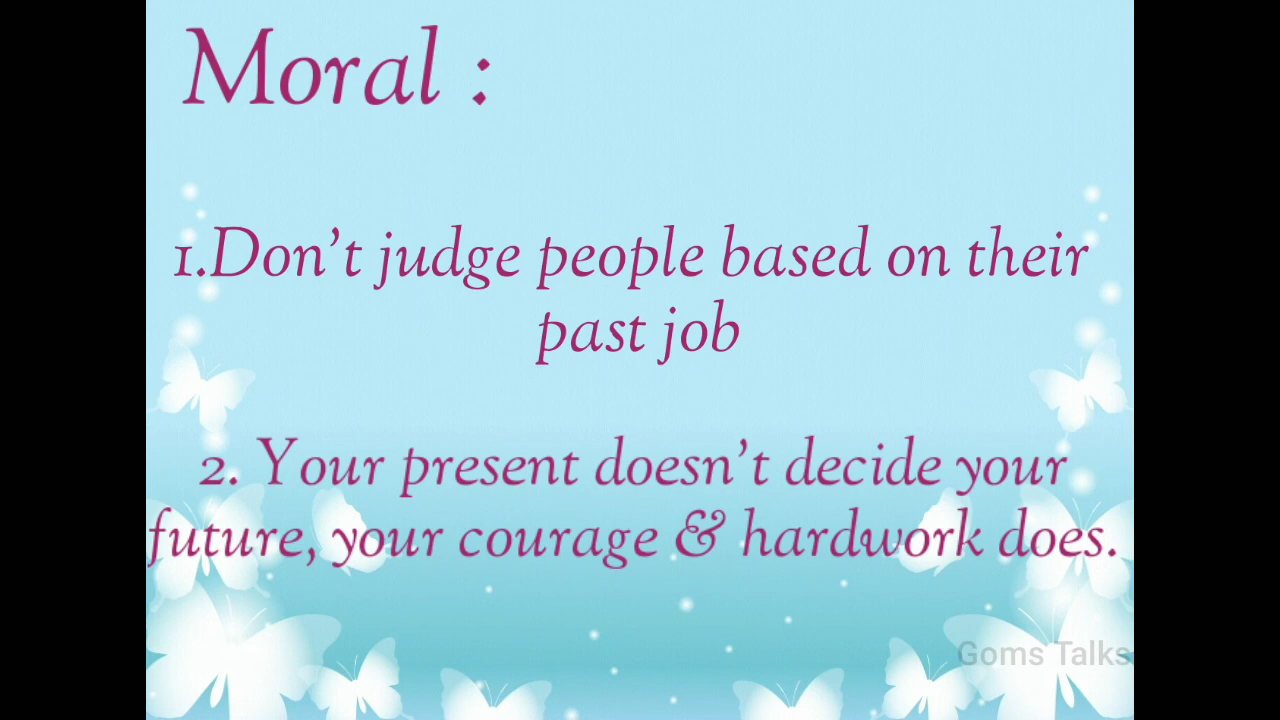 Moral :
1.Don't judge people based on their
past job
2. Your present doesn't decide your
future, your courage & hardwork does.
Goms Talks